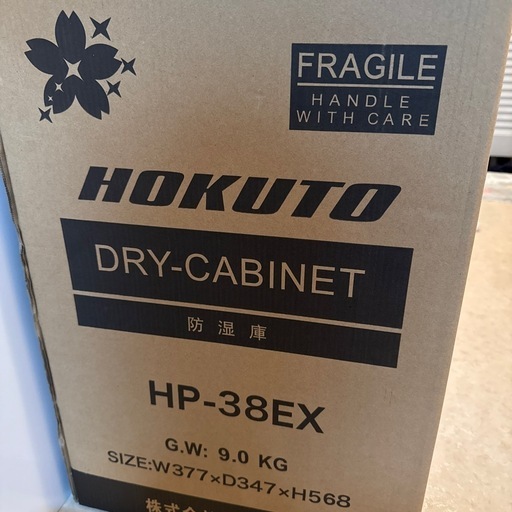 FRAGILE
HANDLE
WITH CARE
HOKUTO
DRY-CABINET
防湿庫
HP-38EX
G.W: 9.0 KG
SIZE:W377×D347×H568
株式会